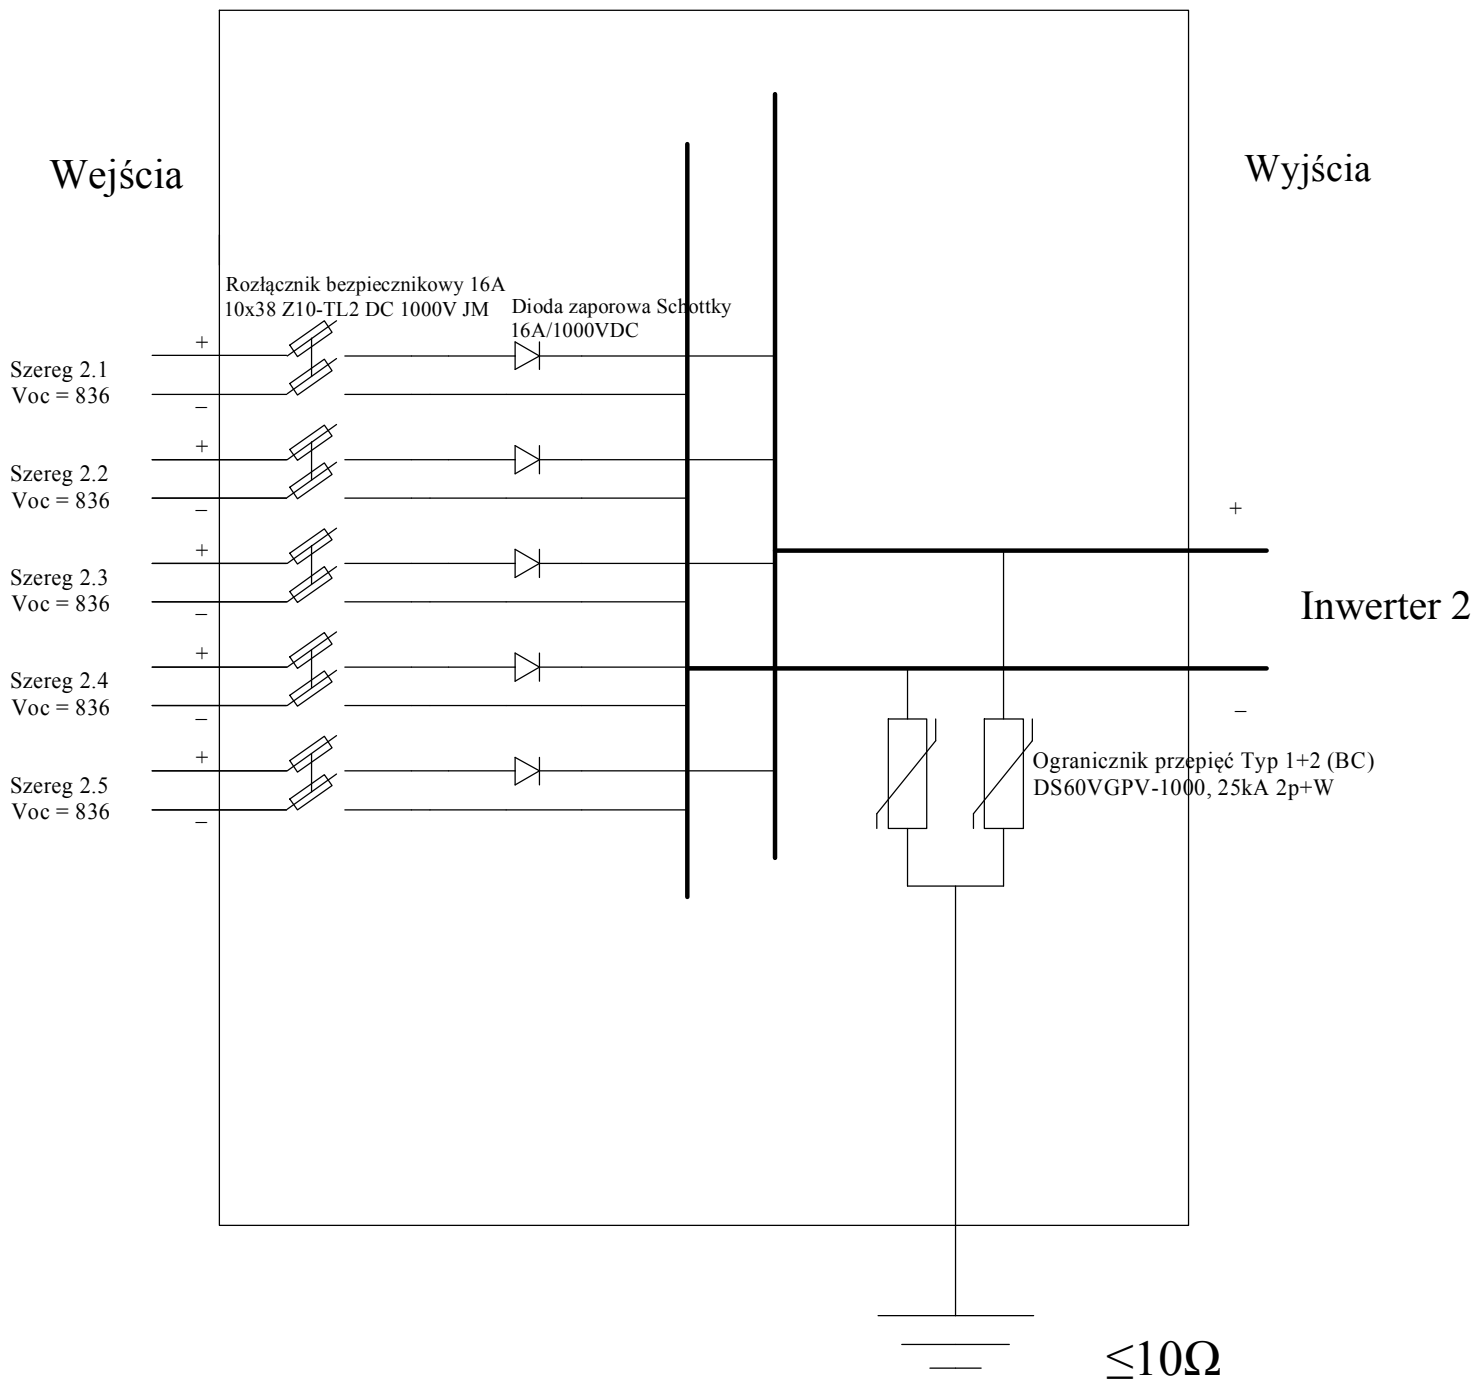 Wejścia
Wyjścia
Rozłącznik bezpiecznikowy 16A
10x38 Z10-TL2 DC 1000V JM
Dioda zaporowa Schottky
16A/1000VDC
+
Szereg 2.1
Voc = 836
–
+
Szereg 2.2
Voc = 836
–
+
Szereg 2.3
Voc = 836
–
+
Szereg 2.4
Voc = 836
–
+
Szereg 2.5
Voc = 836
–
+
Inwerter 2
–
Ogranicznik przepięć Typ 1+2 (BC)
DS60VGPV-1000, 25kA 2p+W
≤10Ω